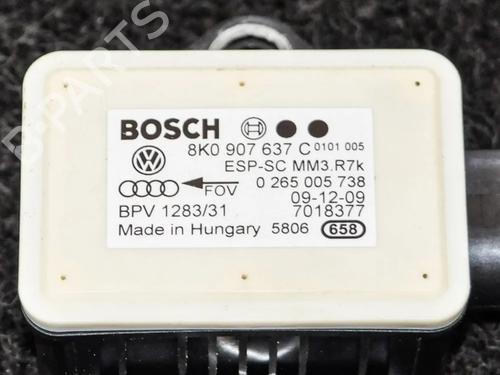 BOSCH
8K0 907 637 C 0101 005
ESP-SC MM3.R7k
FOV 0 265 005 738
09-12-09
BPV 1283/31 7018377
Made in Hungary 5806 658
B-PARTS